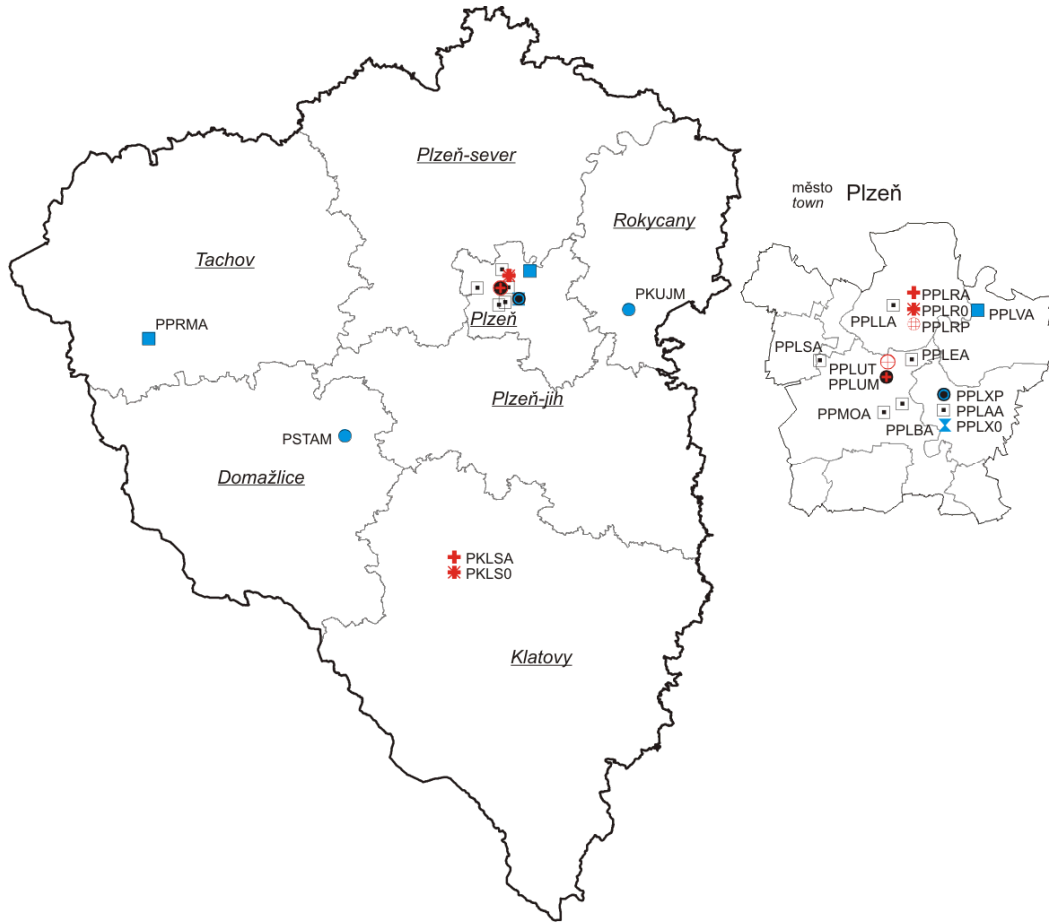 Plzeň-sever
město
town
Plzeň
Rokycany
Tachov
PKUJM
PPRMA
Plzeň
PPLRA
PPLR0
PPLRP
PPLLA
PPLVA
PPLSA
PPLEA
PPLUT
PPLUM
PPLXP
PPLAA
PPLX0
PPMOA
PPLBA
Plzeň-jih
PSTAM
Domažlice
PKLSA
PKLS0
Klatovy